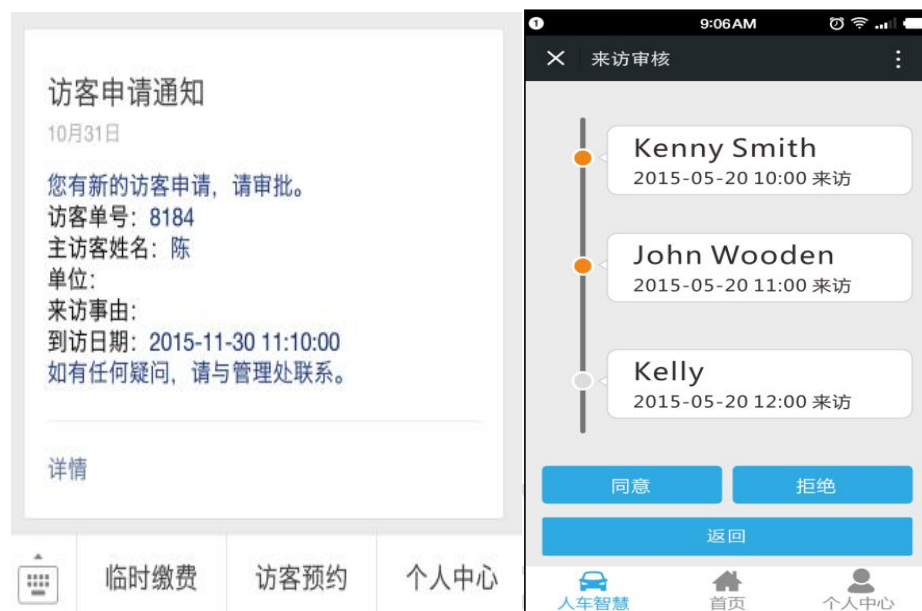 访客申请通知
10月31日
您有新的访客申请，请审批。
访客单号：8184
主访客姓名：陈
单位：
来访事由：
到访日期：2015-11-30 11:10:00
如有任何疑问，请与管理处联系。
详情
临时缴费
访客预约
个人中心
1
9:06AM
来访审核
Kenny Smith
2015-05-20 10:00 来访
John Wooden
2015-05-20 11:00 来访
Kelly
2015-05-20 12:00 来访
同意
拒绝
返回
人车智慧
首页
个人中心